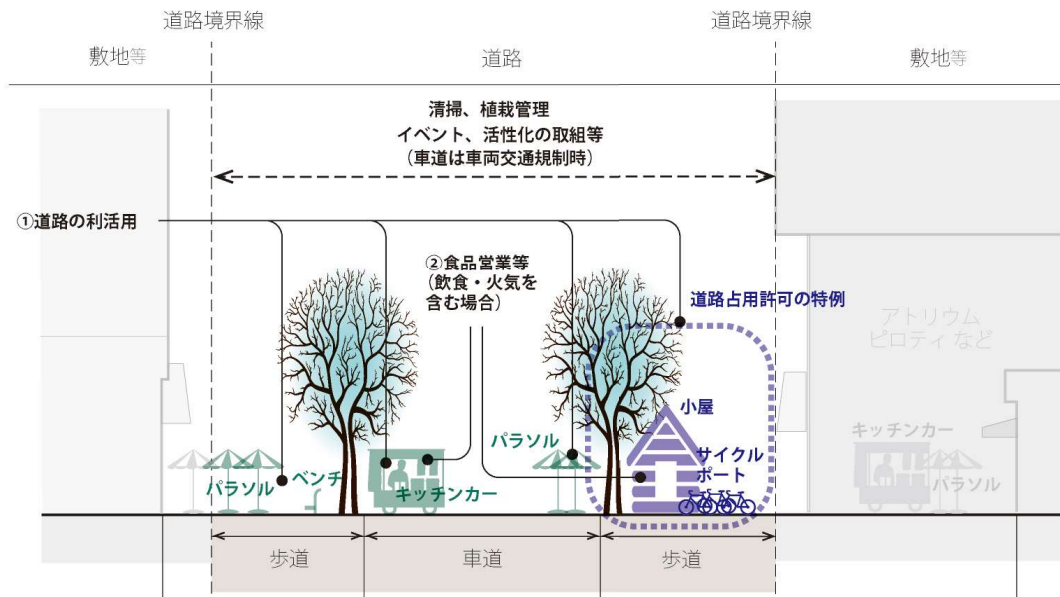 道路境界線
道路境界線
敷地等
道路
敷地等
清掃、植栽管理
イベント、活性化の取組等
（車道は車両交通規制時）
①道路の利活用
②食品営業等
（飲食・火気を
含む場合）
道路占用許可の特例
アトリウム
ピロティ など
小屋
パラソル
サイクル
ポート
キッチンカー
パラソル
ベンチ
パラソル
キッチンカー
歩道
車道
歩道